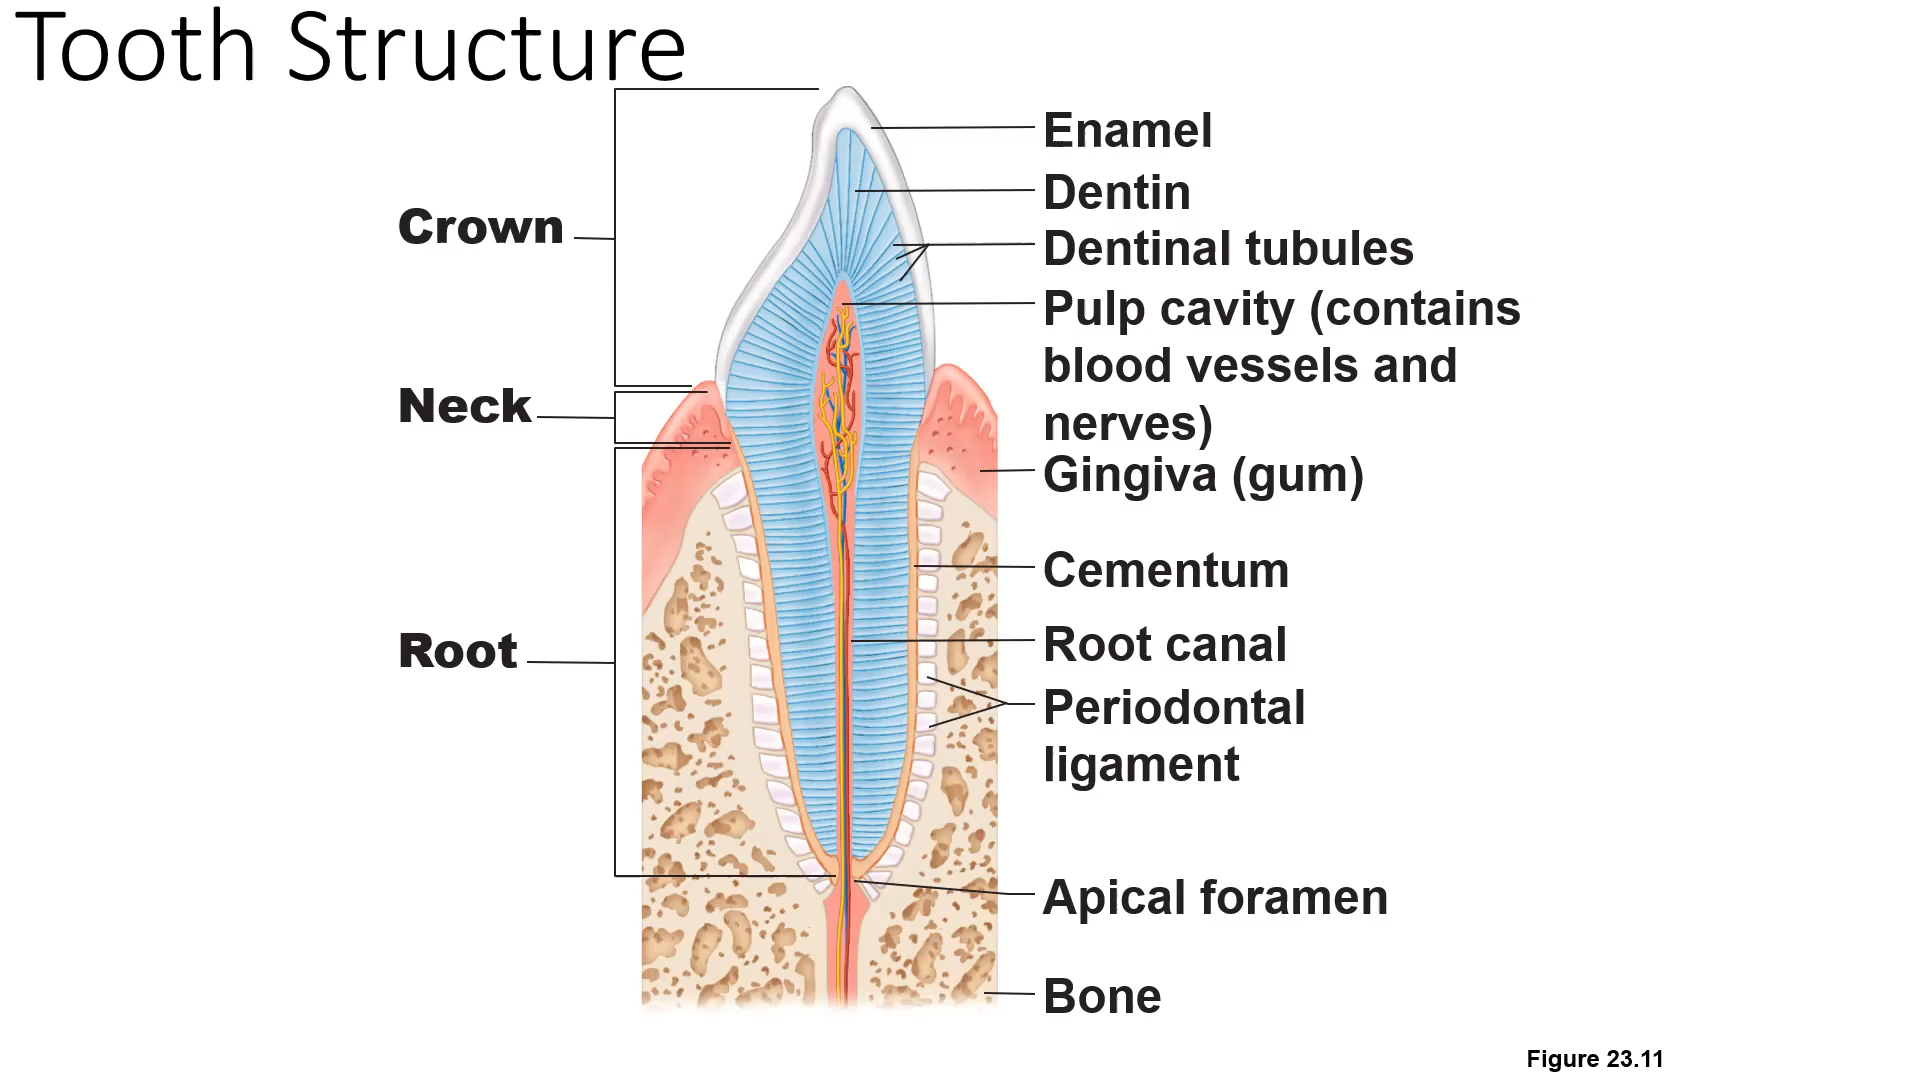 Tooth Structure
Crown
Neck
Root
Enamel
Dentin
Dentinal tubules
Pulp cavity (contains
blood vessels and
nerves)
Gingiva (gum)
Cementum
Root canal
Periodontal
ligament
Apical foramen
Bone
Figure 23.11